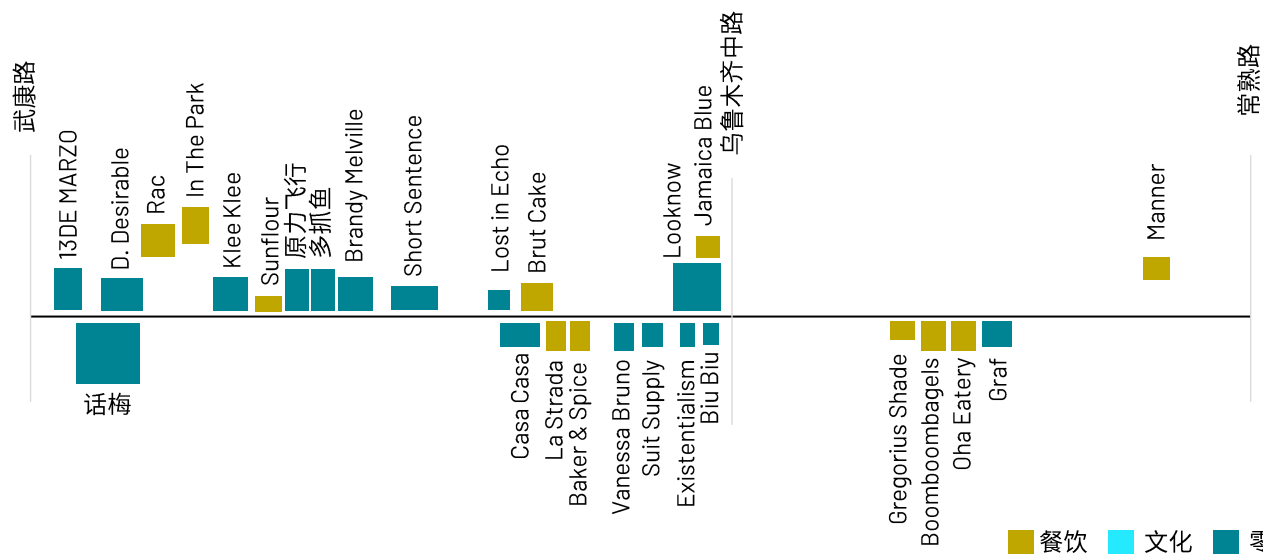 武康路
乌鲁木齐中路
常熟路
13DE MARZO
D. Desirable
Rac
In The Park
Klee Klee
Sunflour
原力飞行
多抓鱼
Brandy Melville
Short Sentence
Lost in Echo
Brut Cake
Looknow
Jamaica Blue
Manner
话梅
Casa Casa
La Strada
Baker & Spice
Vanessa Bruno
Suit Supply
Existentialism
Biu Biu
Gregorius Shade
Boomboombagels
Oha Eatery
Graf
餐饮
文化